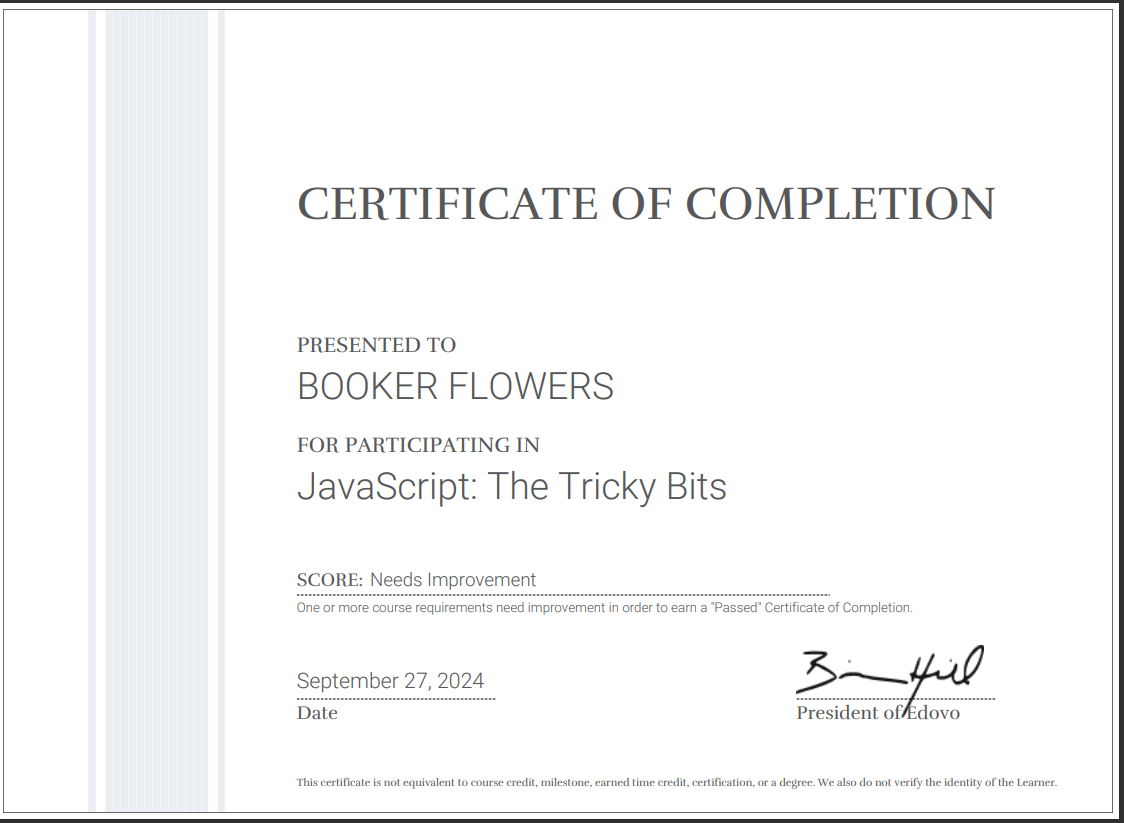 CERTIFICATE OF COMPLETION
PRESENTED TO
BOOKER FLOWERS
FOR PARTICIPATING IN
JavaScript: The Tricky Bits
SCORE: Needs Improvement
One or more course requirements need improvement in order to earn a "Passed" Certificate of Completion.
September 27, 2024
Date
President of Edovo
This certificate is not equivalent to course credit, milestone, earned time credit, certification, or a degree. We also do not verify the identity of the Learner.